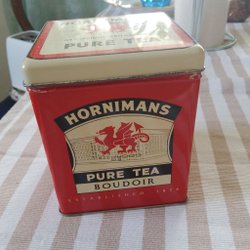 PURE TEA
HORNIMANS
PURE TEA
BOUDOIR
ESTABLISHED 1826